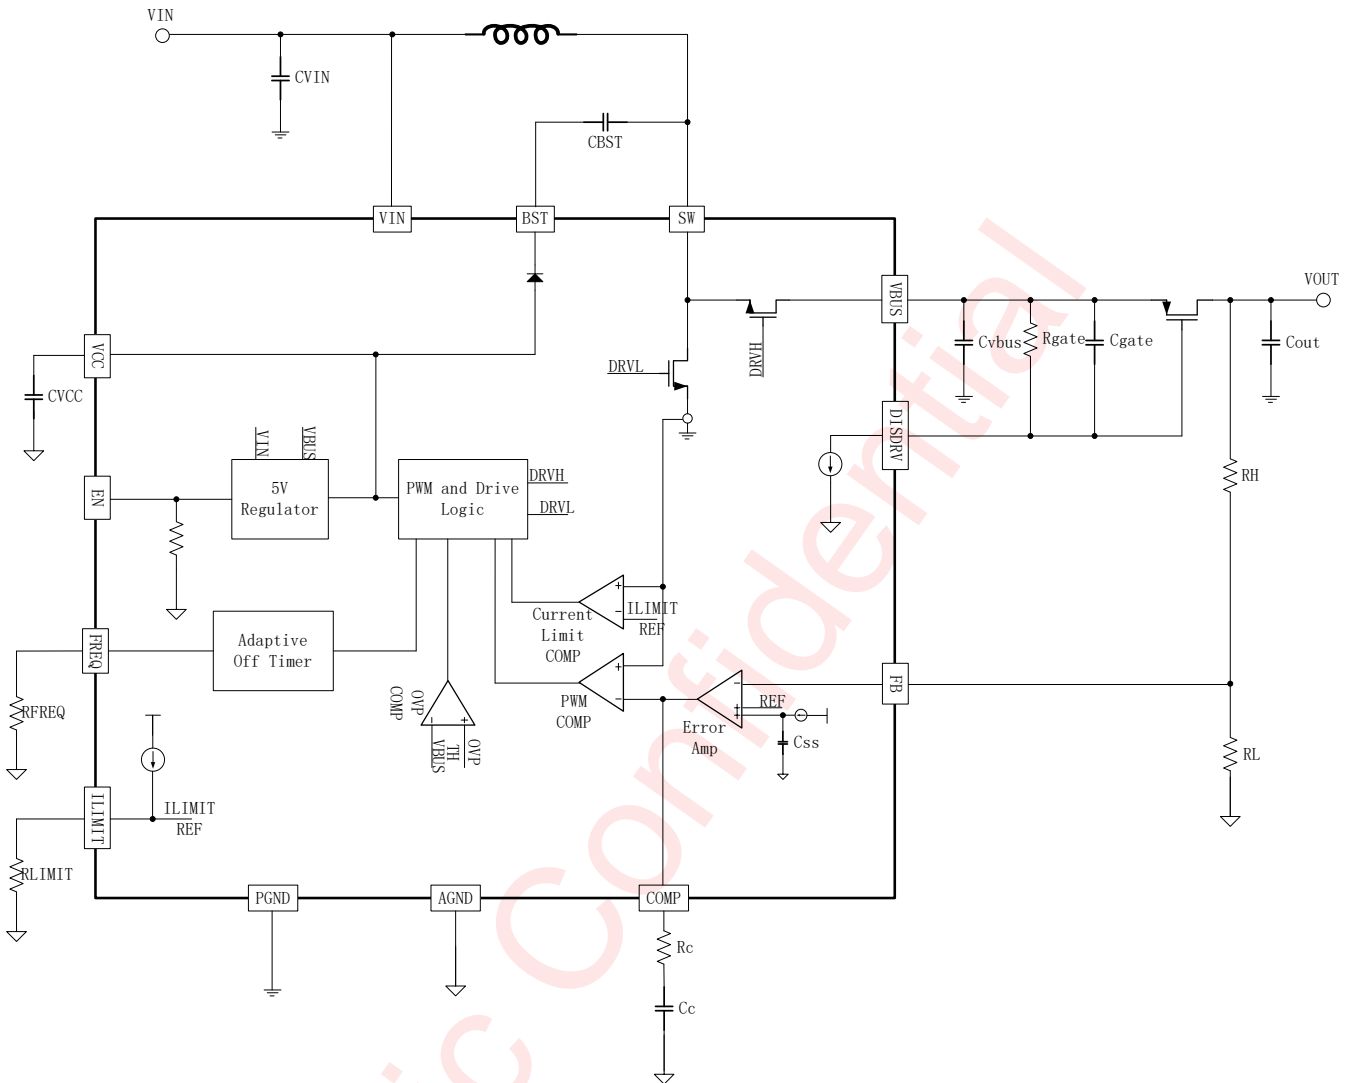 VIN
CVIN
CBST
VIN
BST
SW
VBUS
VOUT
VCC
CVCC
DRVL
DRVH
Cvbus
Rgate
Cgate
Cout
DISDRV
VIN
VBUS
EN
5V
Regulator
PWM and Drive
Logic
DRVH
DRVL
RH
Current
Limit
COMP
+
-
ILIMIT
REF
FREQ
Adaptive
Off Timer
RFREQ
OVP
COMP
-
+
VBUS
OVP
TH
PWM
COMP
+
-
Error
Amp
-
+
+
REF
Css
FB
RL
ILIMIT
ILIMIT
REF
RLIMIT
PGND
AGND
COMP
Rc
Cc
ic Confidential